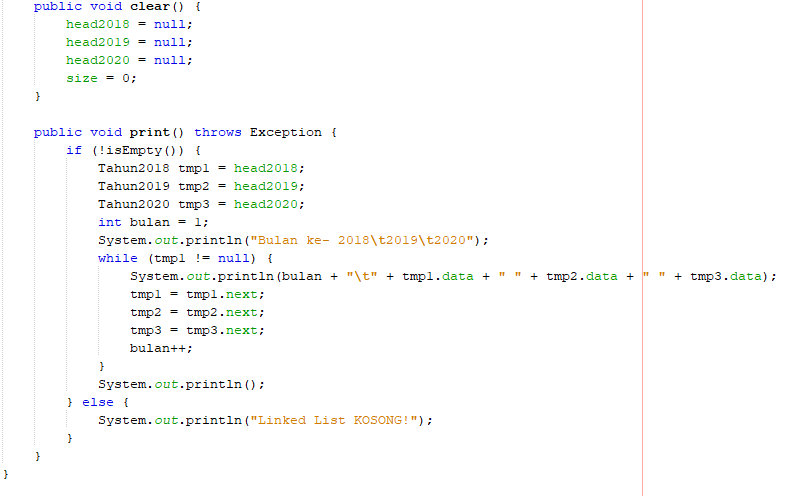 public void clear() {
head2018 = null;
head2019 = null;
head2020 = null;
size = 0;
}
public void print() throws Exception {
if (!isEmpty()) {
Tahun2018 tmp1 = head2018;
Tahun2019 tmp2 = head2019;
Tahun2020 tmp3 = head2020;
int bulan = 1;
System.out.println("Bulan ke- 2018\t2019\t2020");
while (tmp1 != null) {
System.out.println(bulan + "\t" + tmp1.data + " " + tmp2.data + " " + tmp3.data);
tmp1 = tmp1.next;
tmp2 = tmp2.next;
tmp3 = tmp3.next;
bulan++;
}
System.out.println();
} else {
System.out.println("Linked List KOSONG!");
}
}
}